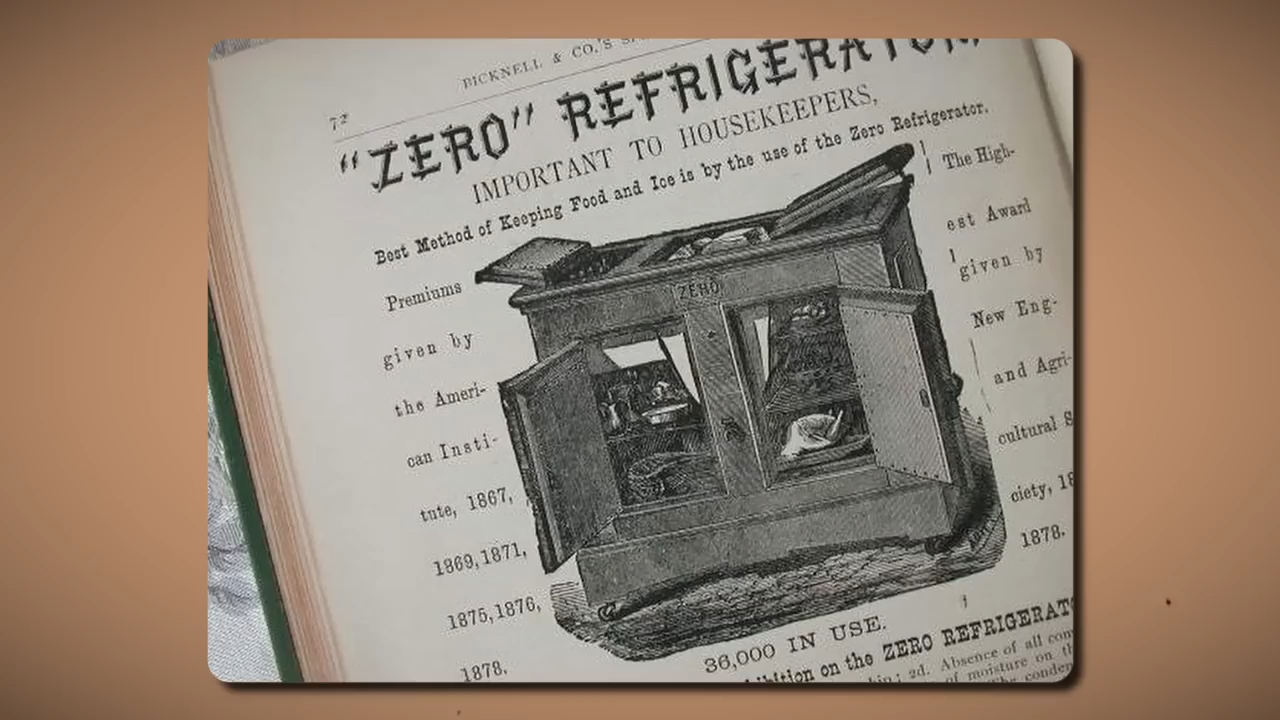 72
BICKNELL & CO.'S
"ZERO" REFRIGERATOR.
IMPORTANT TO HOUSEKEEPERS,
Best Method of Keeping Food and Ice is by the use of the Zero Refrigerator.
Premiums
given by
the Ameri-
can Insti-
tute, 1867,
1869, 1871,
1875, 1876,
1878.
ZERO
The High-
est Award
given by
New Eng-
and Agri-
cultural S
ciety, 18
1878.
36,000 IN USE.
bition on the ZERO REFRIGERAT
2d. Absence of all com
of moisture on th
conden